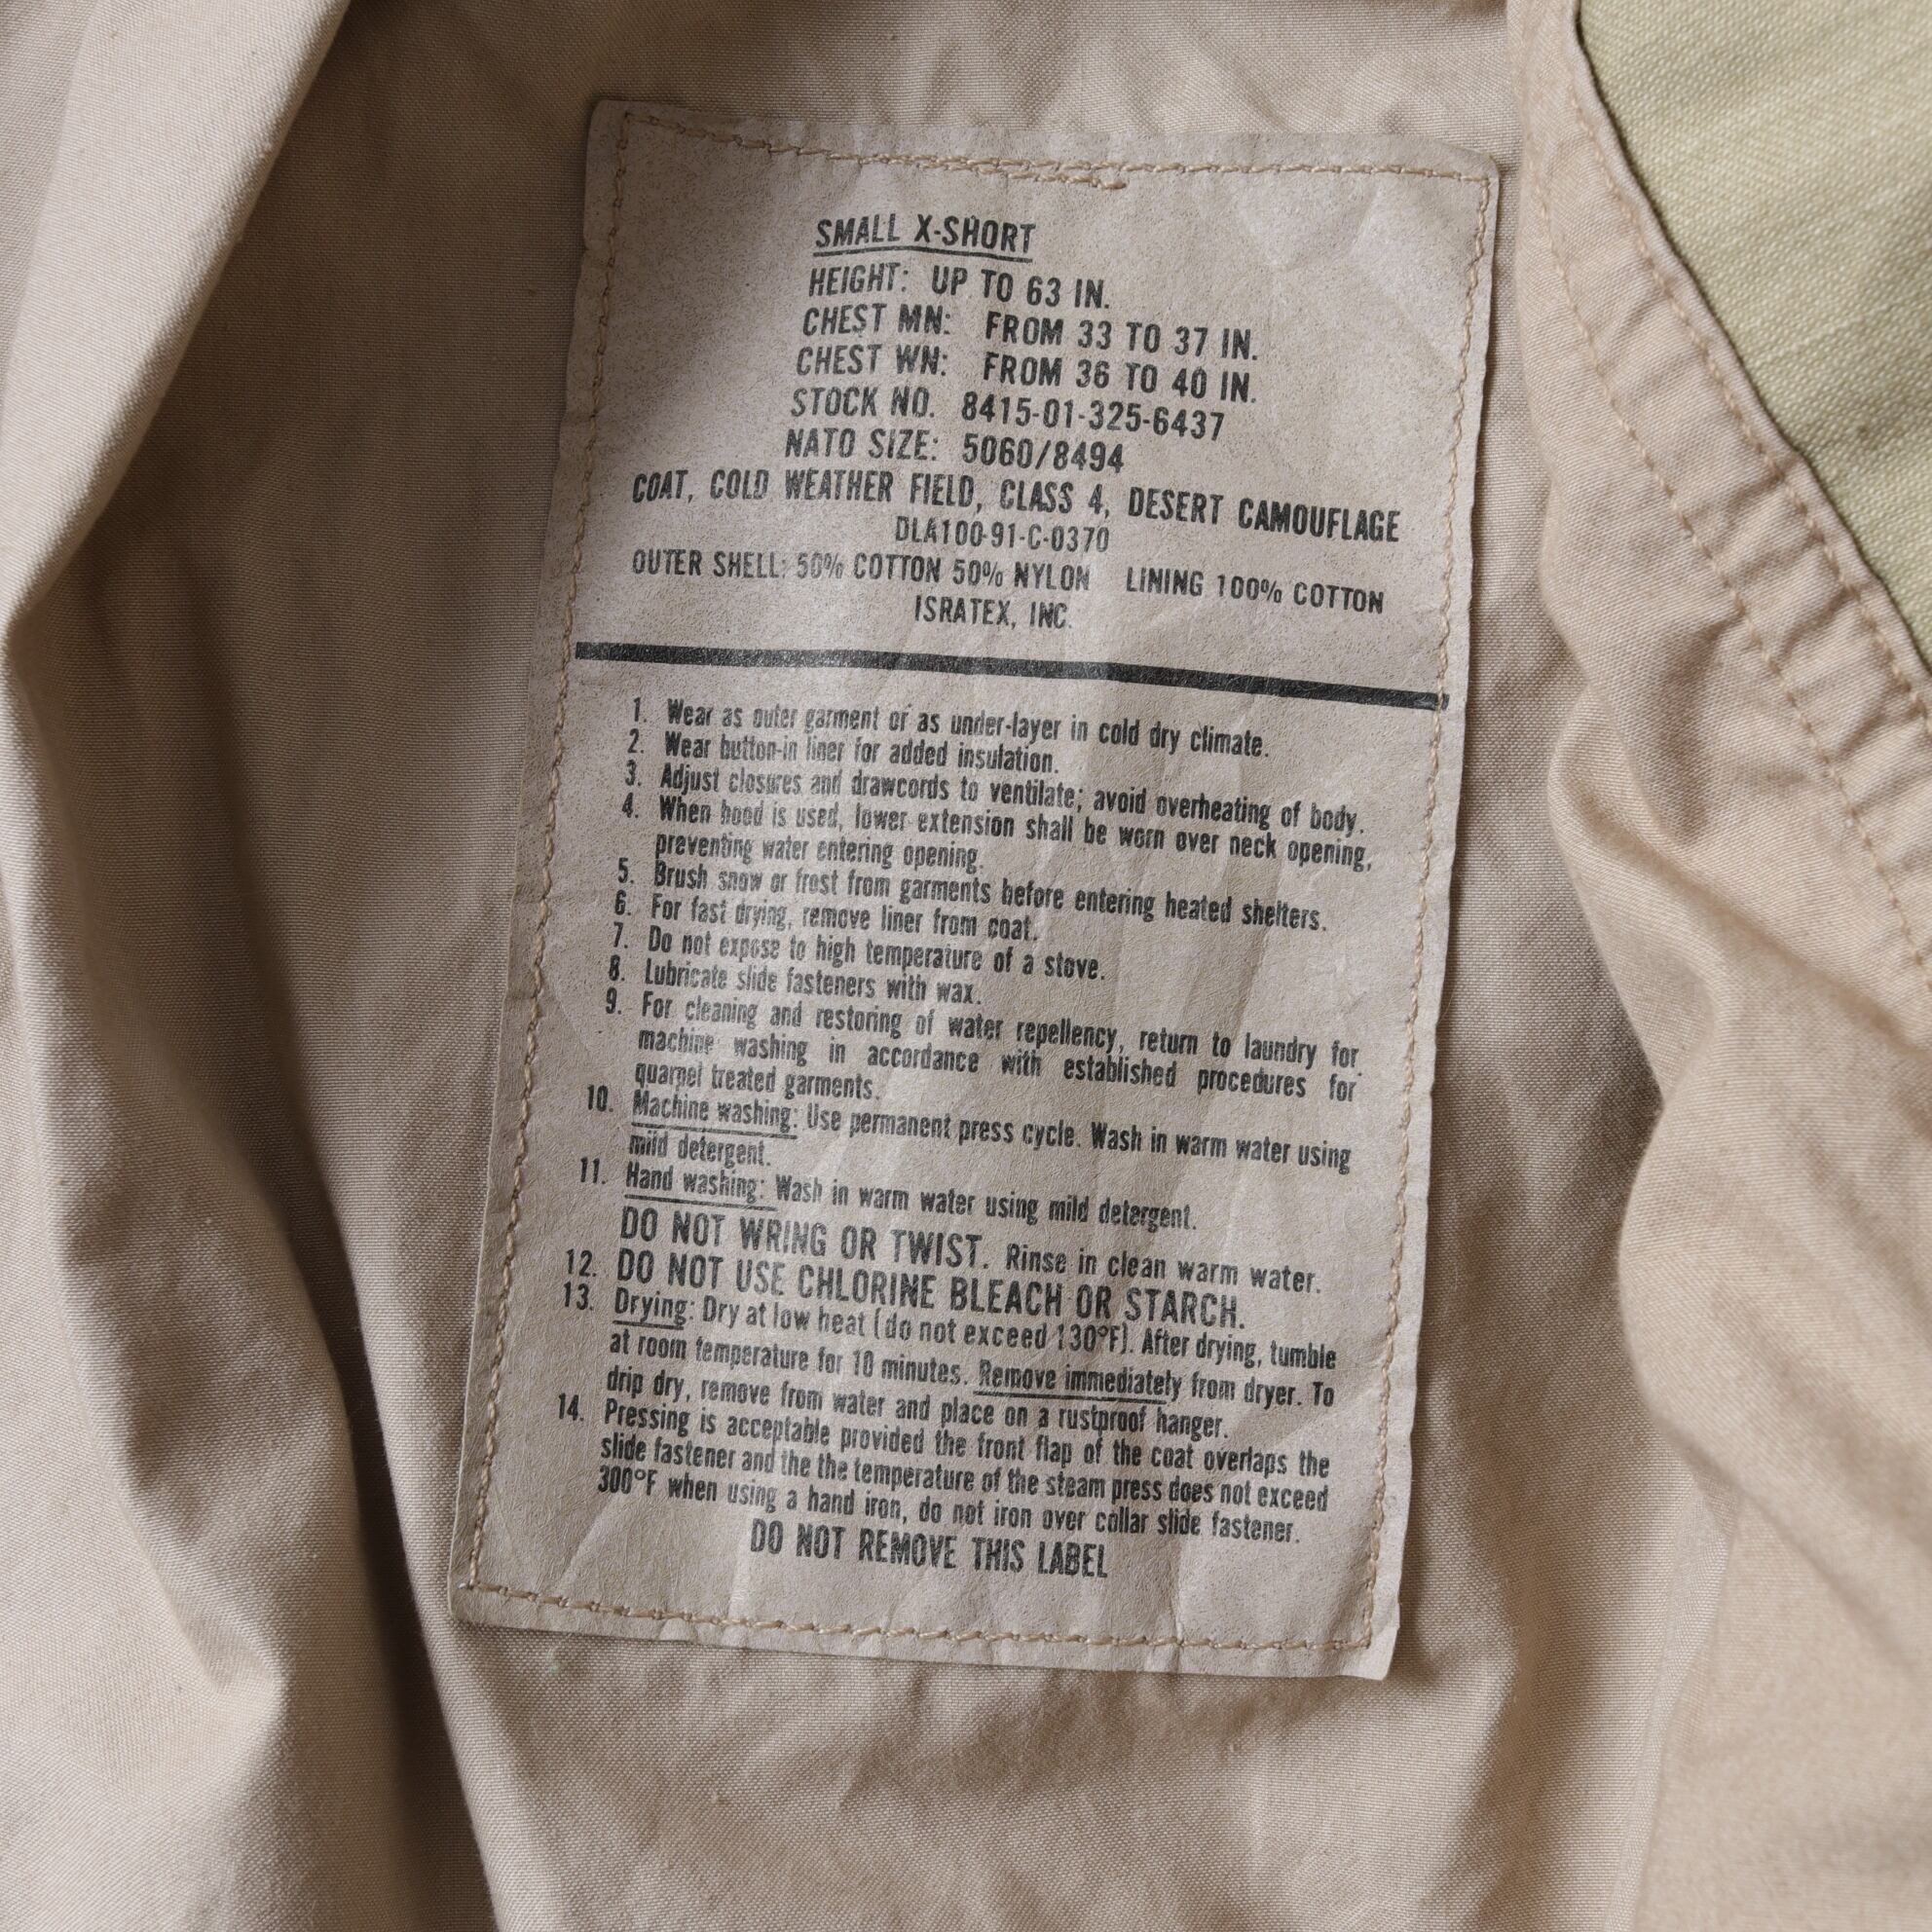 SMALL X-SHORT
HEIGHT: UP TO 63 IN.
CHEST MN: FROM 33 TO 37 IN.
CHEST WN: FROM 36 TO 40 IN.
STOCK NO. 8415-01-325-6437
NATO SIZE: 5060/8494
COAT, COLD WEATHER FIELD, CLASS 4, DESERT CAMOUFLAGE
DLA100-91-C-0370
OUTER SHELL: 50% COTTON 50% NYLON LINING 100% COTTON
ISRATEX, INC.
1. Wear as outer garment or as under-layer in cold dry climate.
2. Wear button-in liner for added insulation.
3. Adjust closures and drawcords to ventilate; avoid overheating of body.
4. When hood is used, lower extension shall be worn over neck opening,
preventing water entering opening.
5. Brush snow or frost from garments before entering heated shelters.
6. For fast drying, remove liner from coat.
7. Do not expose to high temperature of a stove.
8. Lubricate slide fasteners with wax.
9. For cleaning and restoring of water repellency, return to laundry for
machine washing in accordance with established procedures for
quarpel treated garments.
10. Machine washing: Use permanent press cycle. Wash in warm water using
mild detergent.
11. Hand washing: Wash in warm water using mild detergent.
DO NOT WRING OR TWIST. Rinse in clean warm water.
12. DO NOT USE CHLORINE BLEACH OR STARCH.
13. Drying: Dry at low heat (do not exceed 130°F). After drying, tumble
at room temperature for 10 minutes. Remove immediately from dryer. To
drip dry, remove from water and place on a rustproof hanger.
14. Pressing is acceptable provided the front flap of the coat overlaps the
slide fastener and the the temperature of the steam press does not exceed
300°F when using a hand iron, do not iron over collar slide fastener.
DO NOT REMOVE THIS LABEL